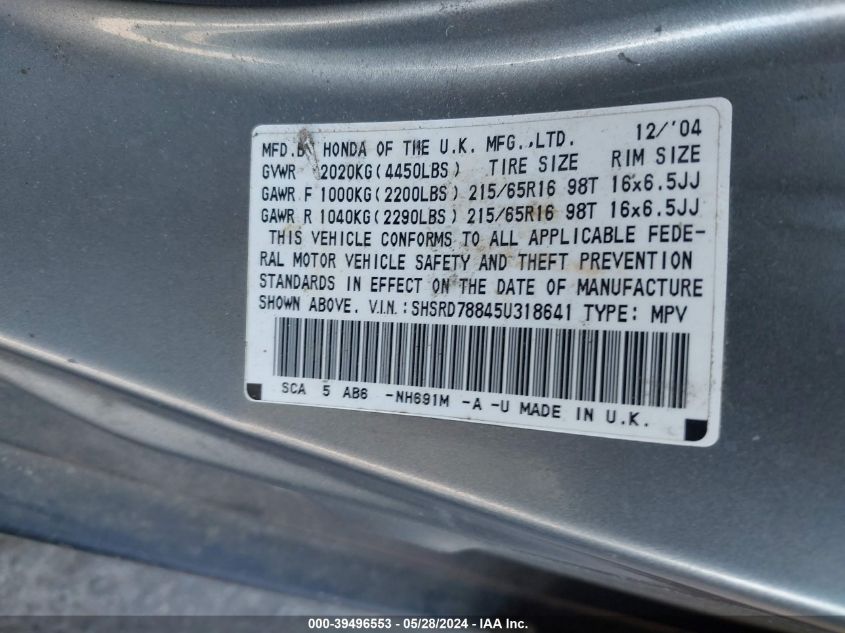 MFD. BY HONDA OF THE U.K. MFG.,LTD. 12/'04
GVWR 2020KG(4450LBS) TIRE SIZE RIM SIZE
GAWR F 1000KG(2200LBS) 215/65R16 98T 16x6.5JJ
GAWR R 1040KG(2290LBS) 215/65R16 98T 16x6.5JJ
THIS VEHICLE CONFORMS TO ALL APPLICABLE FEDE-
RAL MOTOR VEHICLE SAFETY AND THEFT PREVENTION
STANDARDS IN EFFECT ON THE DATE OF MANUFACTURE
SHOWN ABOVE. V.I.N.:SHSRD78845U318641 TYPE: MPV
SCA 5 AB6 -NH691M -A -U MADE IN U.K.
000-39496553 - 05/28/2024 - IAA Inc.